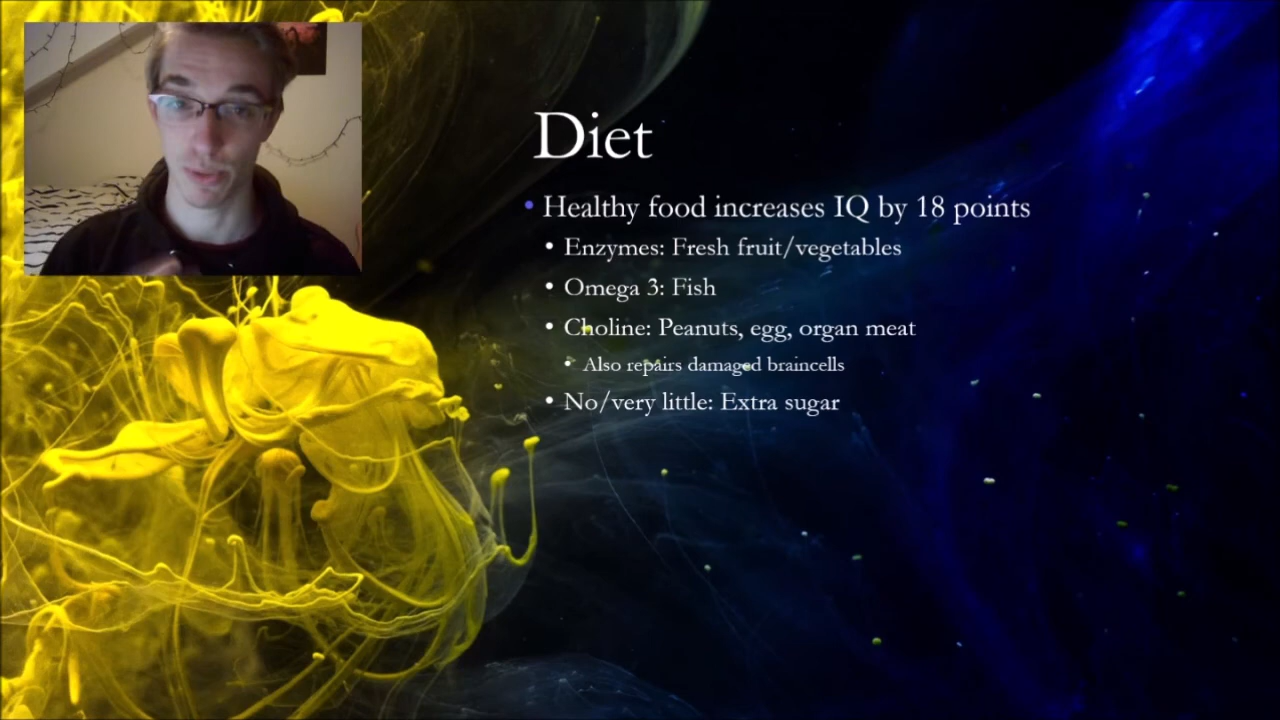 Diet
• Healthy food increases IQ by 18 points
• Enzymes: Fresh fruit/vegetables
• Omega 3: Fish
• Choline: Peanuts, egg, organ meat
• Also repairs damaged braincells
• No/very little: Extra sugar